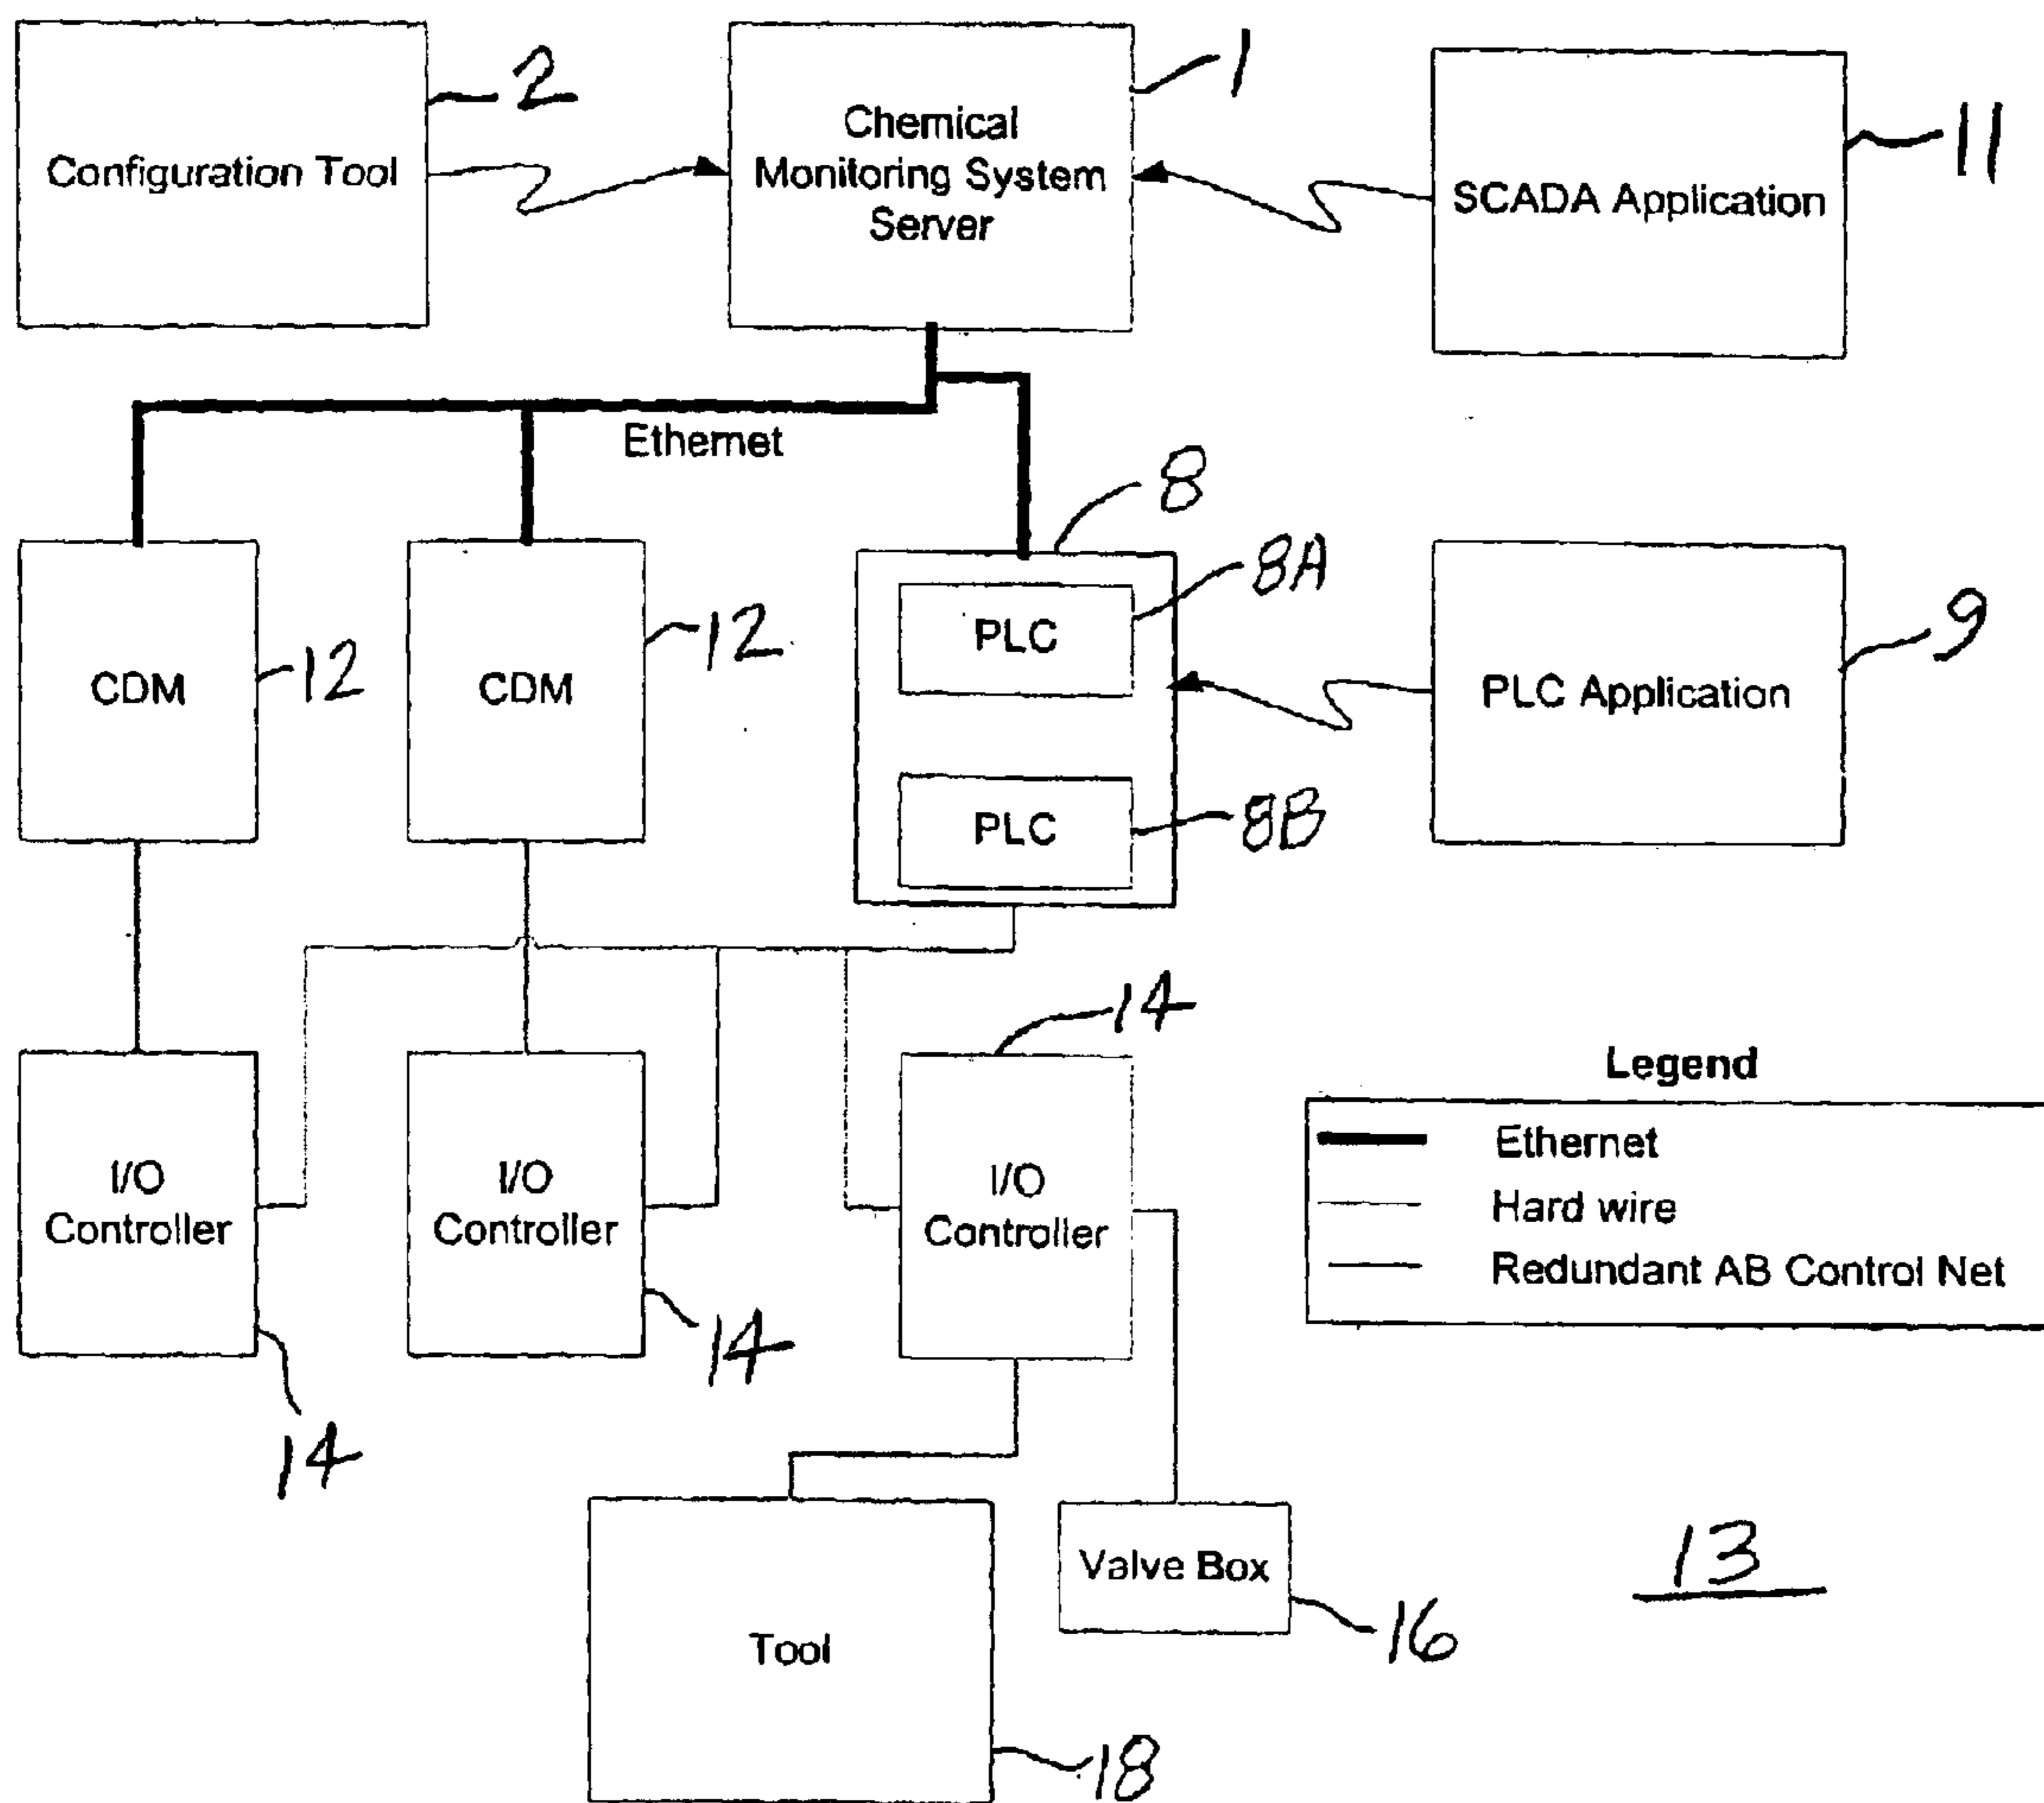 2
1
11
Configuration Tool
Chemical
Monitoring System
Server
SCADA Application
Ethernet
8
8A
PLC
12
12
9
CDM
CDM
PLC Application
PLC
8B
14
Legend
Ethernet
Hard wire
Redundant AB Control Net
I/O
Controller
I/O
Controller
I/O
Controller
14
14
Valve Box
13
16
Tool
18